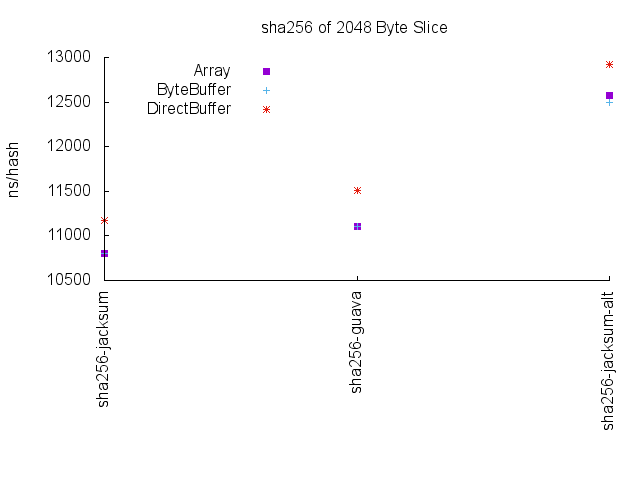 sha256 of 2048 Byte Slice
13000
12500
12000
11500
11000
10500
ns/hash
Array
ByteBuffer
DirectBuffer
sha256-jacksum
sha256-guava
sha256-jacksum-alt